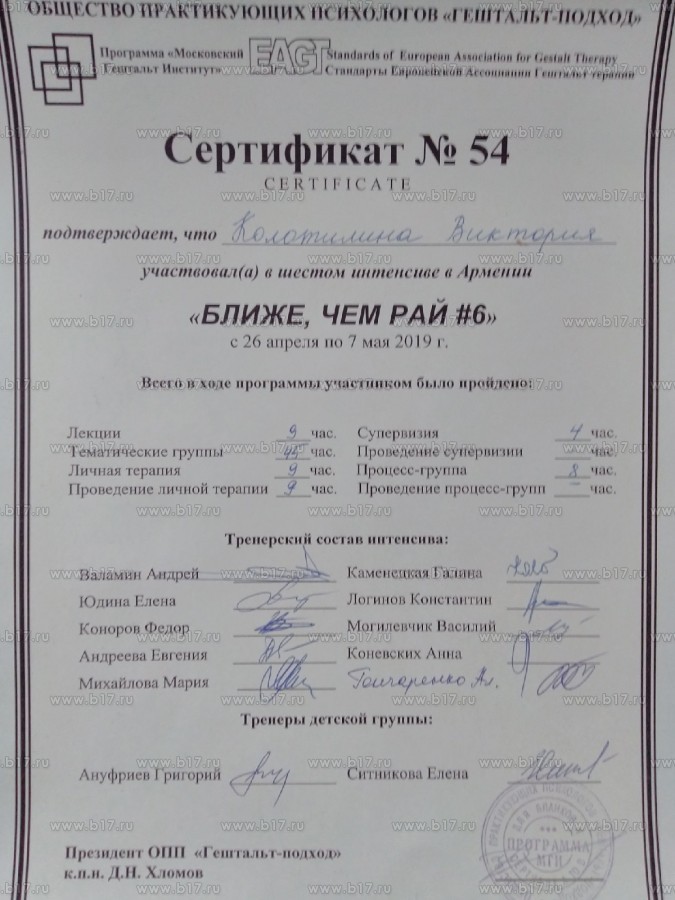 ОБЩЕСТВО ПРАКТИКУЮЩИХ ПСИХОЛОГОВ «ГЕШТАЛЬТ-ПОДХОД»
Программа «Московский EAGT Standards of European Association for Gestalt Therapy
Гештальт Институт» Стандарты Европейской Ассоциации Гештальт терапии
Сертификат № 54
CERTIFICATE
подтверждает, что Колотилина Виктория
участвовал(а) в шестом интенсиве в Армении
«БЛИЖЕ, ЧЕМ РАЙ #6»
с 26 апреля по 7 мая 2019 г.
Всего в ходе программы участником было пройдено:
Лекции 9 час. Супервизия 4 час.
Тематические группы 45 час. Проведение супервизии час.
Личная терапия 9 час. Процесс-группа 8 час.
Проведение личной терапии 9 час. Проведение процесс-групп — час.
Тренерский состав интенсива:
Валамин Андрей Каменецкая Галина
Юдина Елена Логинов Константин
Коноров Федор Могилевчик Василий
Андреева Евгения Коневских Анна
Михайлова Мария Гончаренко Ал.
Тренеры детской группы:
Ануфриев Григорий Ситникова Елена
Президент ОПП «Гештальт-подход»
к.п.н. Д.Н. Хломов
ПРОГРАММА
МГИ
www.b17.ru